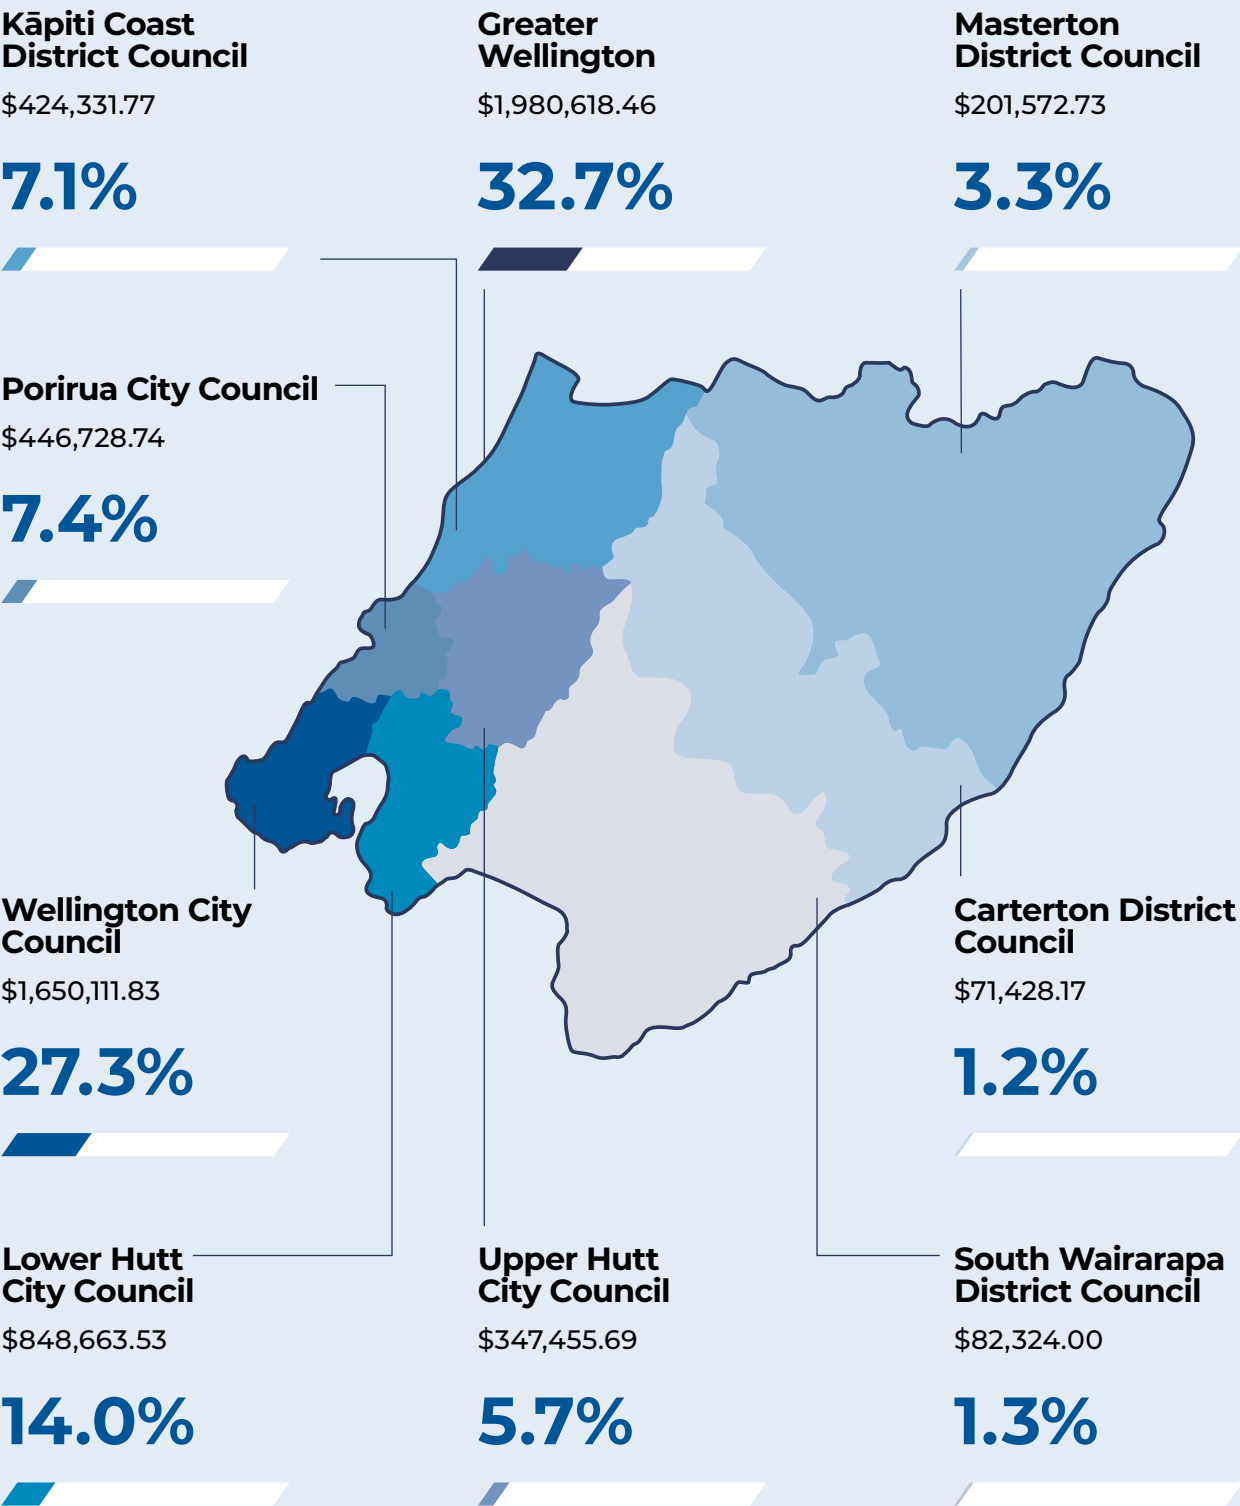 Kāpiti Coast
District Council
$424,331.77
7.1%
Greater
Wellington
$1,980,618.46
32.7%
Masterton
District Council
$201,572.73
3.3%
Porirua City Council
$446,728.74
7.4%
Wellington City
Council
$1,650,111.83
27.3%
Carterton District
Council
$71,428.17
1.2%
Lower Hutt
City Council
$848,663.53
14.0%
Upper Hutt
City Council
$347,455.69
5.7%
South Wairarapa
District Council
$82,324.00
1.3%